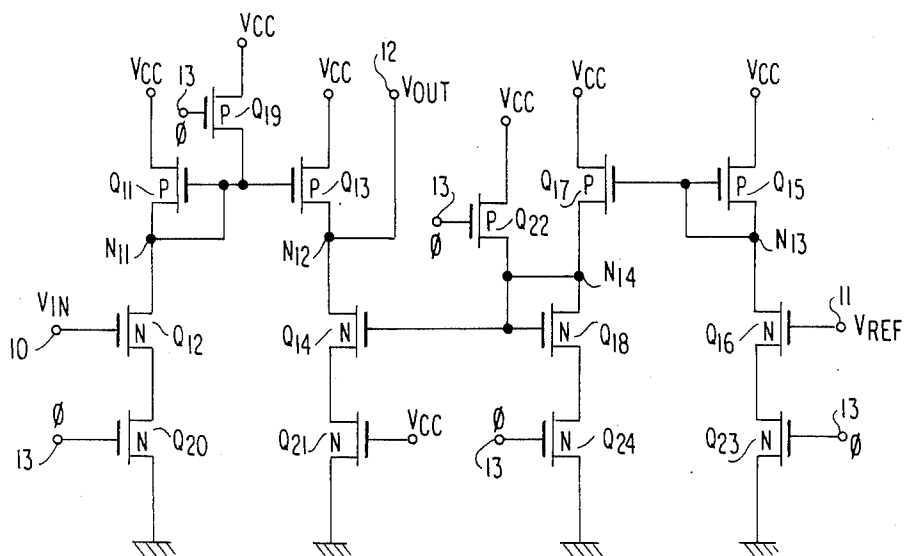 VCC
13
VCC
VCC
12
VOUT
VCC
VCC
VCC
Ø
P
Q19
Q11
P
P
Q13
13
Ø
P
Q22
Q17
P
P
Q15
N11
N12
N14
N13
VIN
10
N
Q12
Q14
N
N
Q18
Q16
N
11
VREF
Ø
13
N
Q20
Q21
N
VCC
Ø
13
N
Q24
Q23
N
13
Ø